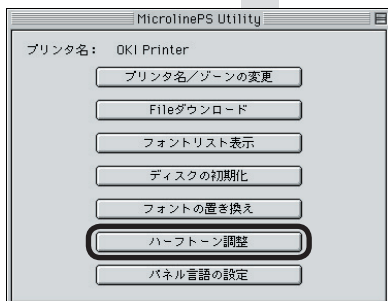 MicrolinePS Utility
プリンタ名： OKI Printer
プリンタ名／ゾーンの変更
Fileダウンロード
フォントリスト表示
ディスクの初期化
フォントの置き換え
ハーフトーン調整
パネル言語の設定